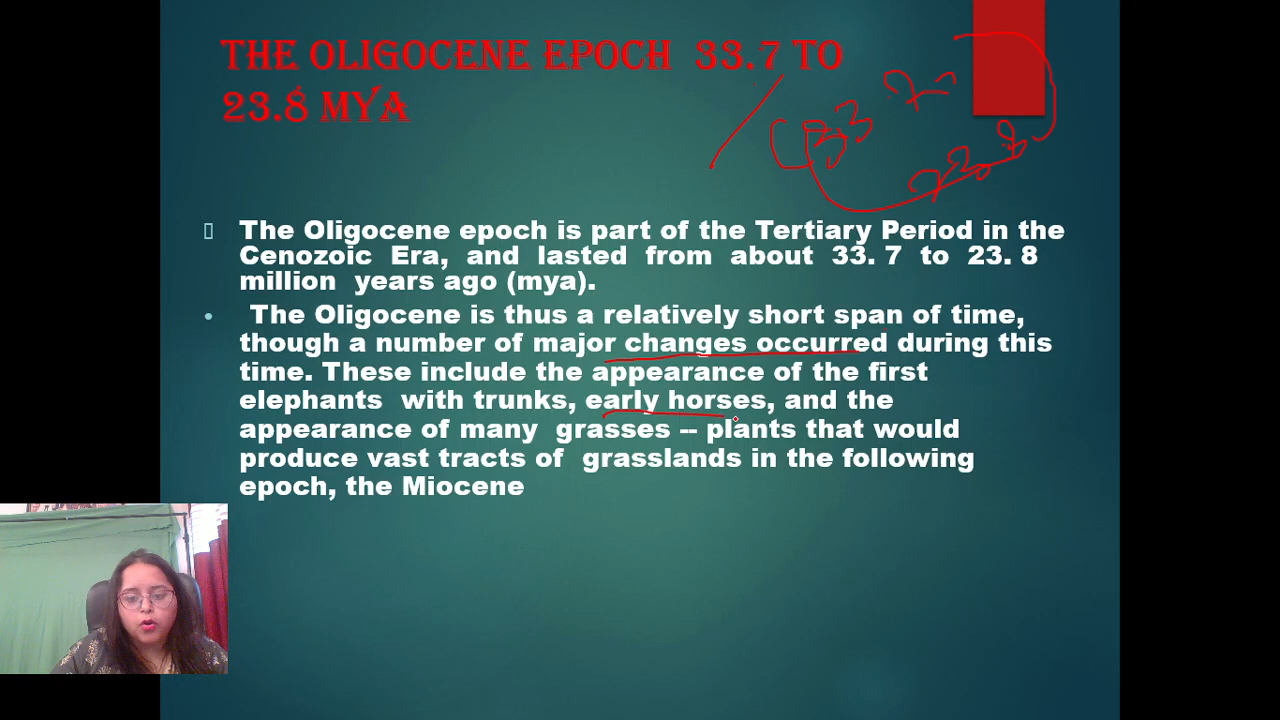 THE OLIGOCENE EPOCH 33.7 TO
23.8 MYA
The Oligocene epoch is part of the Tertiary Period in the
Cenozoic Era, and lasted from about 33. 7 to 23. 8
million years ago (mya).
• The Oligocene is thus a relatively short span of time,
though a number of major changes occurred during this
time. These include the appearance of the first
elephants with trunks, early horses, and the
appearance of many grasses -- plants that would
produce vast tracts of grasslands in the following
epoch, the Miocene